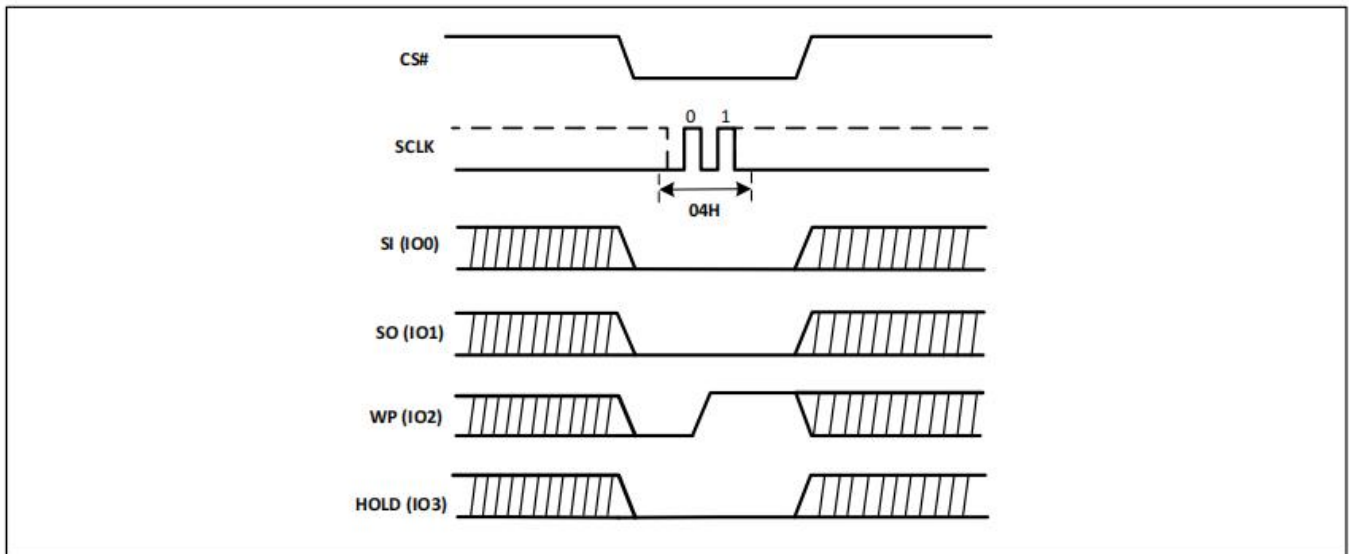 CS#
0 1
SCLK
04H
SI (IO0)
SO (IO1)
WP (IO2)
HOLD (IO3)